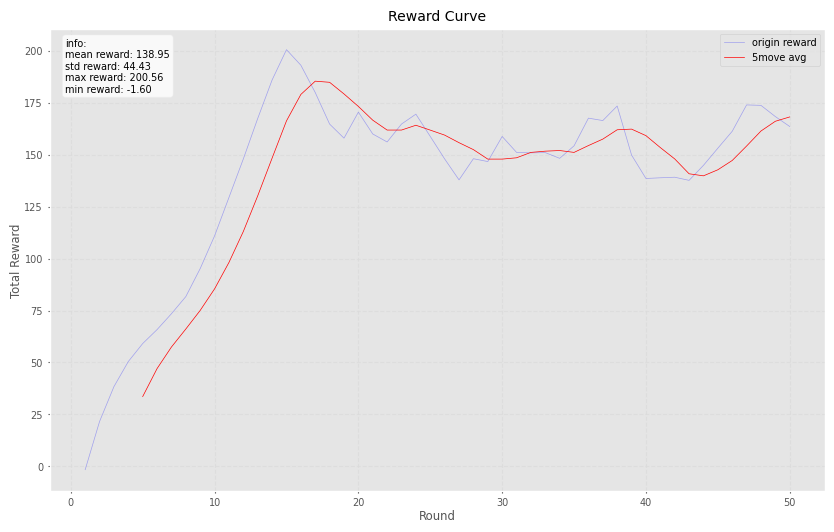 Reward Curve
info:
mean reward: 138.95
std reward: 44.43
max reward: 200.56
min reward: -1.60
origin reward
5move avg
Total Reward
200
175
150
125
100
75
50
25
0
0 10 20 30 40 50
Round